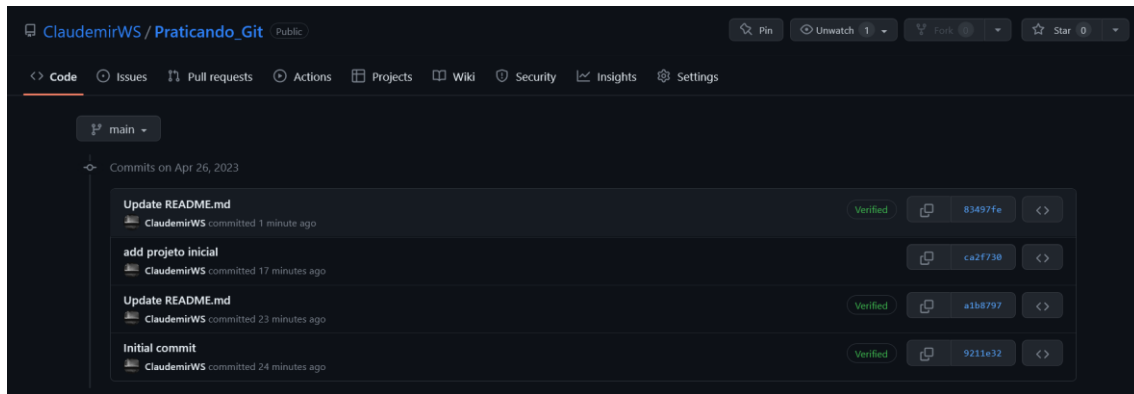 ClaudemirWS / Praticando_Git Public Pin Unwatch 1 Fork 0 Star 0
Code Issues Pull requests Actions Projects Wiki Security Insights Settings
main
Commits on Apr 26, 2023
Update README.md
ClaudemirWS committed 1 minute ago
Verified 83497fe
add projeto inicial
ClaudemirWS committed 17 minutes ago
ca2f730
Update README.md
ClaudemirWS committed 23 minutes ago
Verified a1b8797
Initial commit
ClaudemirWS committed 24 minutes ago
Verified 9211e32